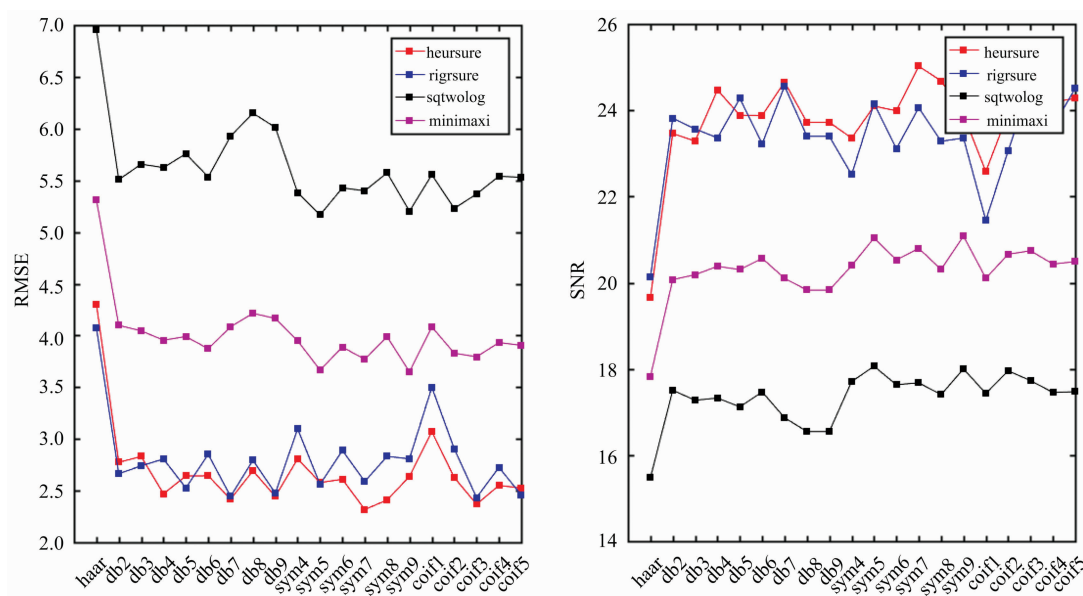 7.0
6.5
6.0
5.5
5.0
4.5
4.0
3.5
3.0
2.5
2.0
RMSE
heursure
rigrsure
sqtwolog
minimaxi
haar
db2
db3
db4
db5
db6
db7
db8
db9
sym4
sym5
sym6
sym7
sym8
sym9
coif1
coif2
coif3
coif4
coif5
26
24
22
20
18
16
14
SNR
heursure
rigrsure
sqtwolog
minimaxi
haar
db2
db3
db4
db5
db6
db7
db8
db9
sym4
sym5
sym6
sym7
sym8
sym9
coif1
coif2
coif3
coif4
coif5